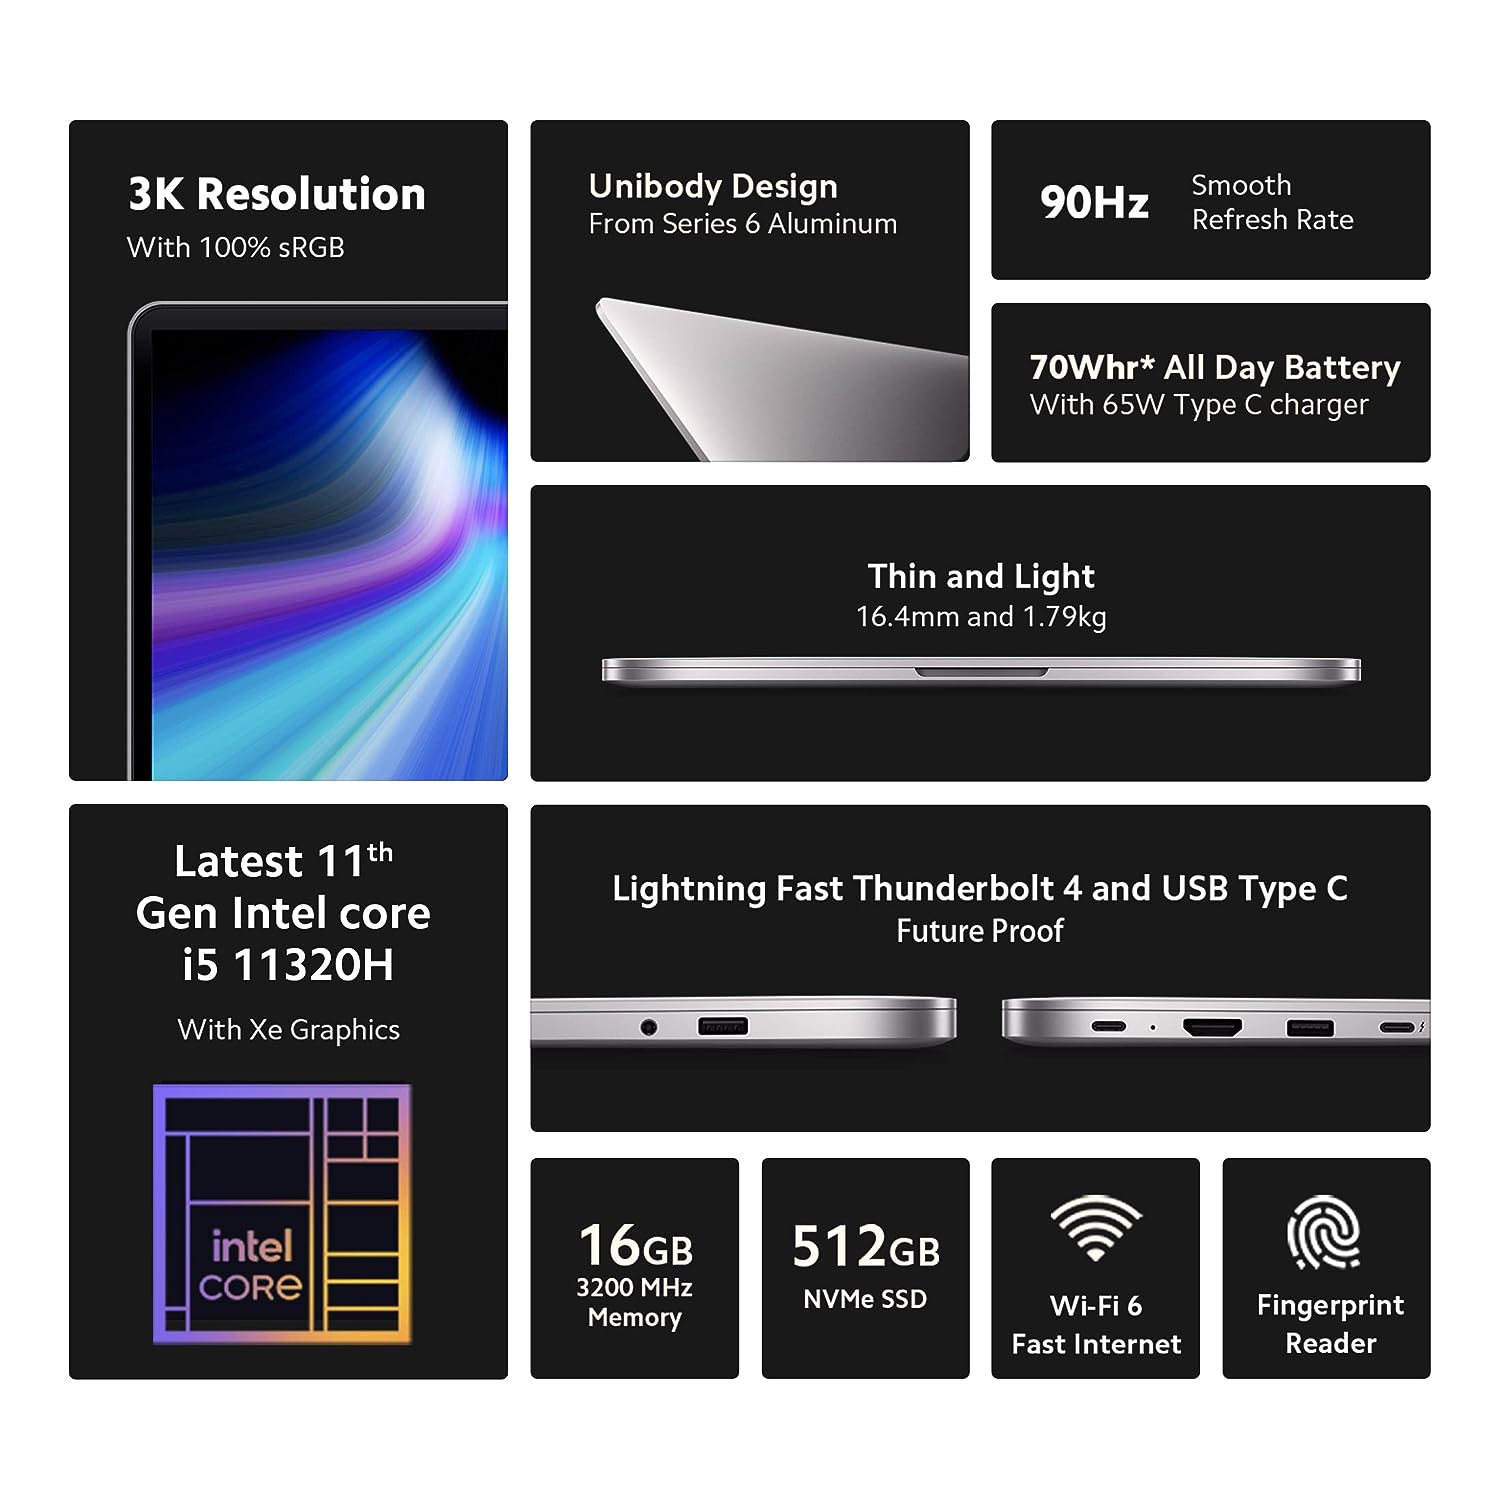 3K Resolution
With 100% sRGB
Unibody Design
From Series 6 Aluminum
90Hz
Smooth
Refresh Rate
70Whr* All Day Battery
With 65W Type C charger
Thin and Light
16.4mm and 1.79kg
Latest 11th
Gen Intel core
i5 11320H
With Xe Graphics
intel
CORE
Lightning Fast Thunderbolt 4 and USB Type C
Future Proof
16GB
3200 MHz
Memory
512GB
NVMe SSD
Wi-Fi 6
Fast Internet
Fingerprint
Reader